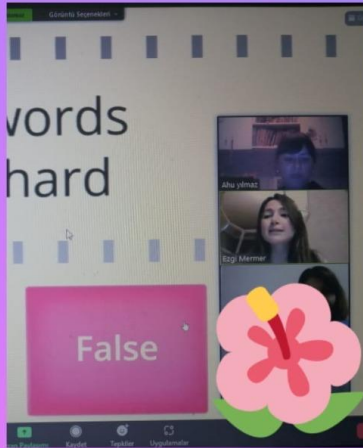 Görüntü Seçenekleri
words
hard
Ahu yılmaz
Ezgi Mermer
False
Kaydet
Tepkiler
Uygulamalar